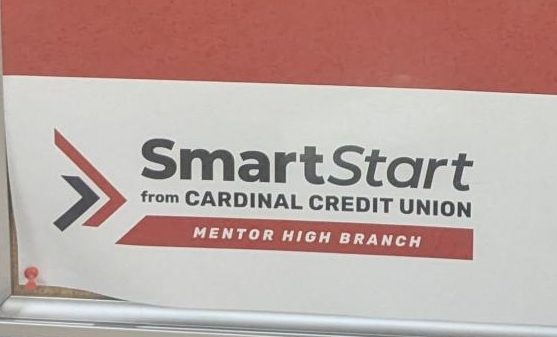 SmartStart
from CARDINAL CREDIT UNION
MENTOR HIGH BRANCH